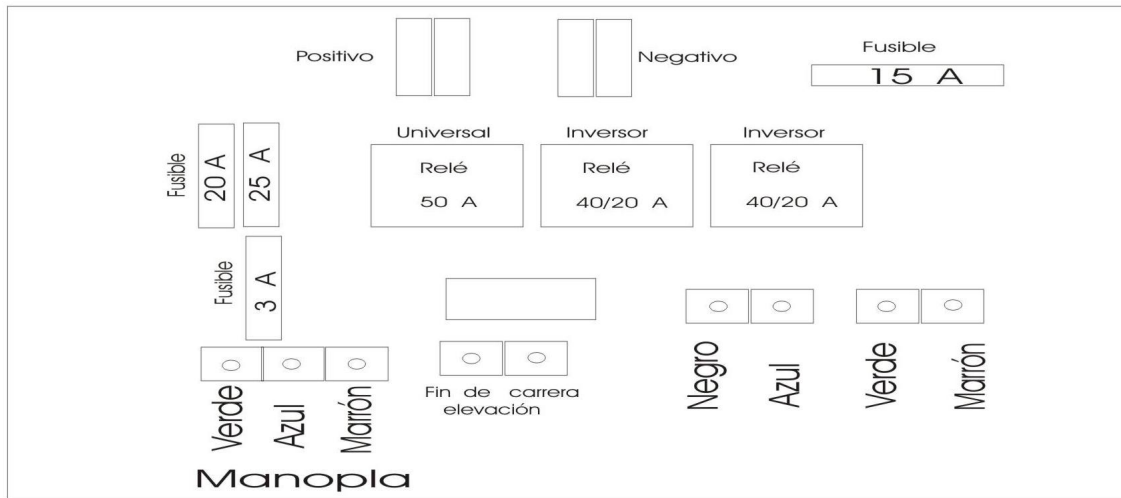 Positivo
Negativo
Fusible
15 A
Fusible
20 A
25 A
Universal
Relé
50 A
Inversor
Relé
40/20 A
Inversor
Relé
40/20 A
Fusible
3 A
Verde
Azul
Marrón
Manopla
Fin de carrera
elevación
Negro
Azul
Verde
Marrón